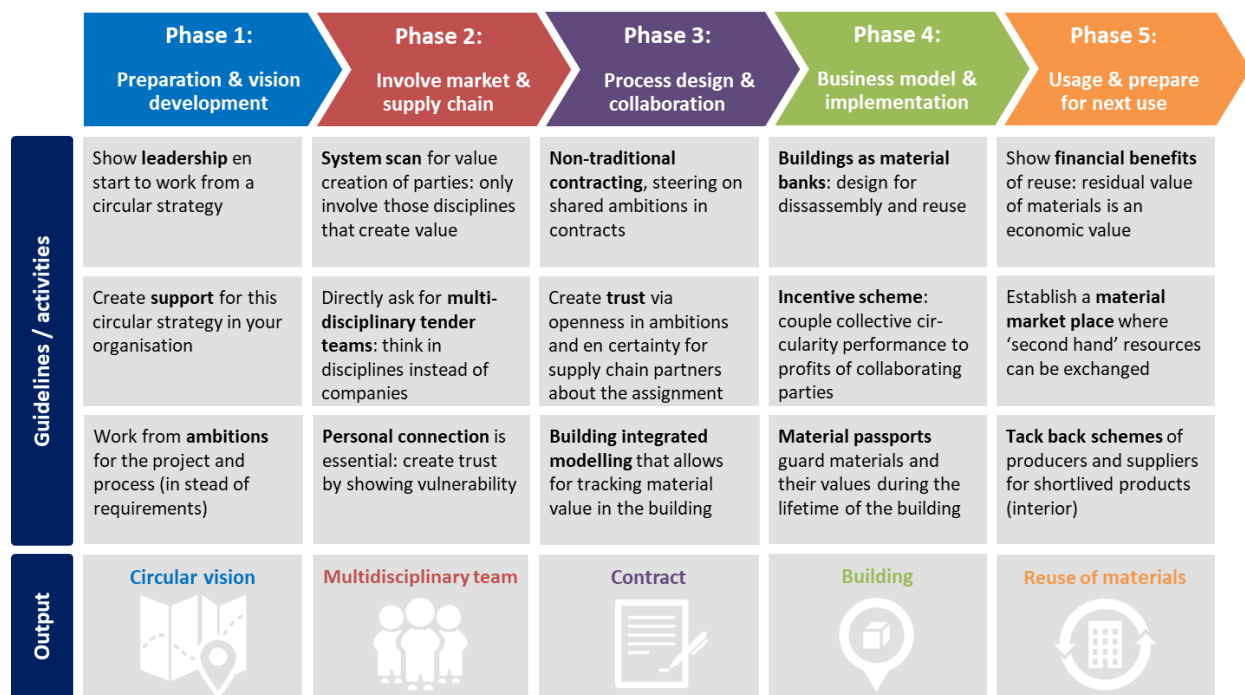 Phase 1:
Preparation & vision
development
Phase 2:
Involve market &
supply chain
Phase 3:
Process design &
collaboration
Phase 4:
Business model &
implementation
Phase 5:
Usage & prepare
for next use
Guidelines / activities
Show leadership en
start to work from a
circular strategy
System scan for value
creation of parties: only
involve those disciplines
that create value
Non-traditional
contracting, steering on
shared ambitions in
contracts
Buildings as material
banks: design for
dissassembly and reuse
Show financial benefits
of reuse: residual value
of materials is an
economic value
Create support for this
circular strategy in your
organisation
Directly ask for multi-
disciplinary tender
teams: think in
disciplines instead of
companies
Create trust via
openness in ambitions
and en certainty for
supply chain partners
about the assignment
Incentive scheme:
couple collective cir-
cularity performance to
profits of collaborating
parties
Establish a material
market place where
‘second hand’ resources
can be exchanged
Work from ambitions
for the project and
process (in stead of
requirements)
Personal connection is
essential: create trust
by showing vulnerability
Building integrated
modelling that allows
for tracking material
value in the building
Material passports
guard materials and
their values during the
lifetime of the building
Tack back schemes of
producers and suppliers
for shortlived products
(interior)
Output
Circular vision
Multidisciplinary team
Contract
Building
Reuse of materials